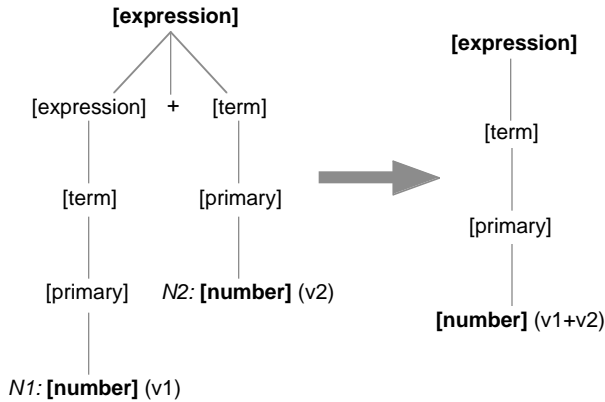 [expression]
[expression] + [term]
[term] [primary]
[primary] N2: [number] (v2)
N1: [number] (v1)
[expression]
[term]
[primary]
[number] (v1+v2)